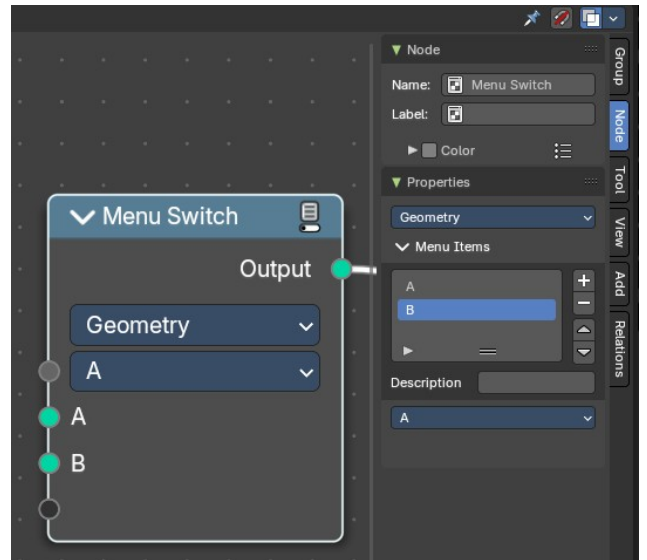 Menu Switch
Output
Geometry
A
A
B
Node
Name: Menu Switch
Label:
Color
Properties
Geometry
Menu Items
A
B
Description
A
Group
Node
Tool
View
Add
Relations